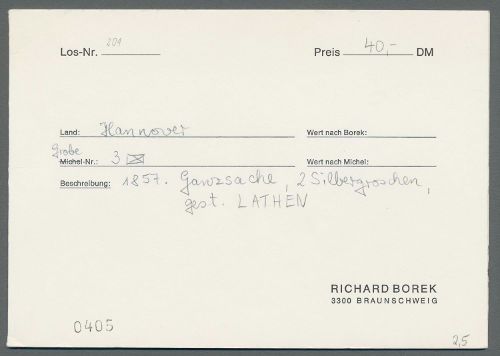 Los-Nr. 201 Preis 40,- DM
Land: Hannover Wert nach Borek:
Grobe
Michel-Nr.: 3 Wert nach Michel:
Beschreibung: 1857. Ganzsache, 2 Silbergroschen,
gest. LATHEN
RICHARD BOREK
3300 BRAUNSCHWEIG
0405
2,5